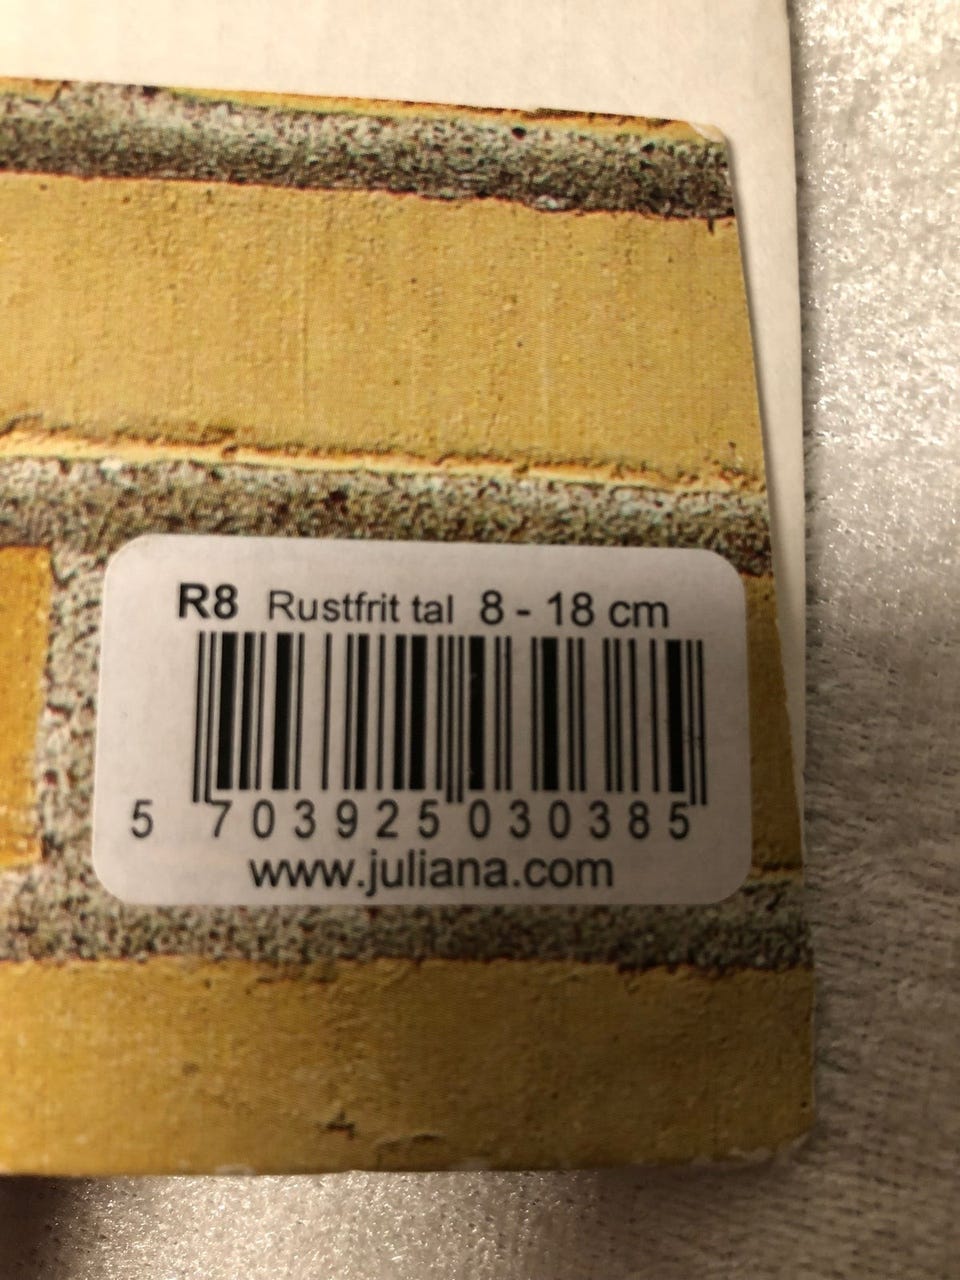 R8 Rustfrit tal 8 - 18 cm
5 703925 030385
www.juliana.com